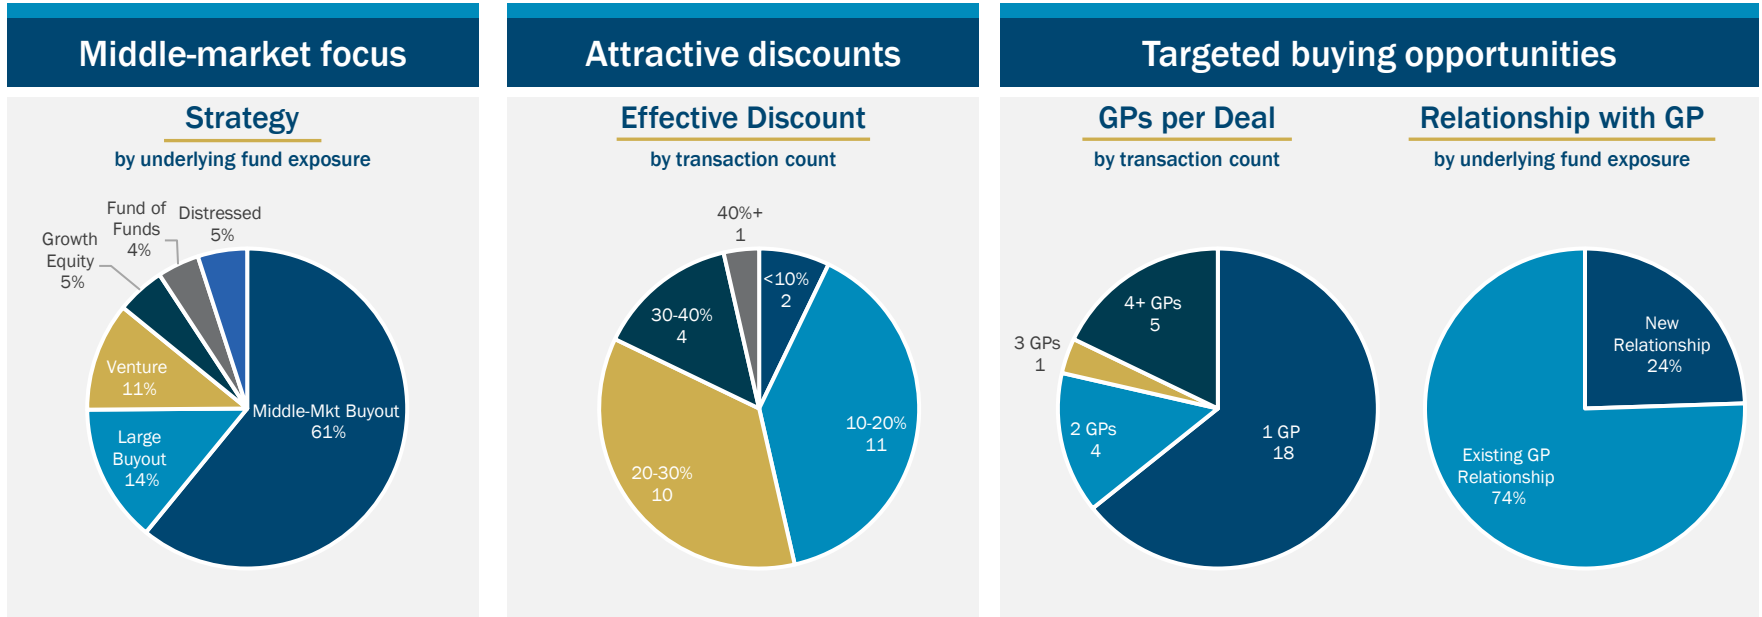 Middle-market focus
Strategy
by underlying fund exposure
Fund of
Funds
4%
Distressed
5%
Growth
Equity
5%
Venture
11%
Large
Buyout
14%
Middle-Mkt Buyout
61%
Attractive discounts
Effective Discount
by transaction count
40%+
1
<10%
2
30-40%
4
10-20%
11
20-30%
10
Targeted buying opportunities
GPs per Deal
by transaction count
4+ GPs
5
3 GPs
1
2 GPs
4
1 GP
18
Relationship with GP
by underlying fund exposure
New
Relationship
24%
Existing GP
Relationship
74%